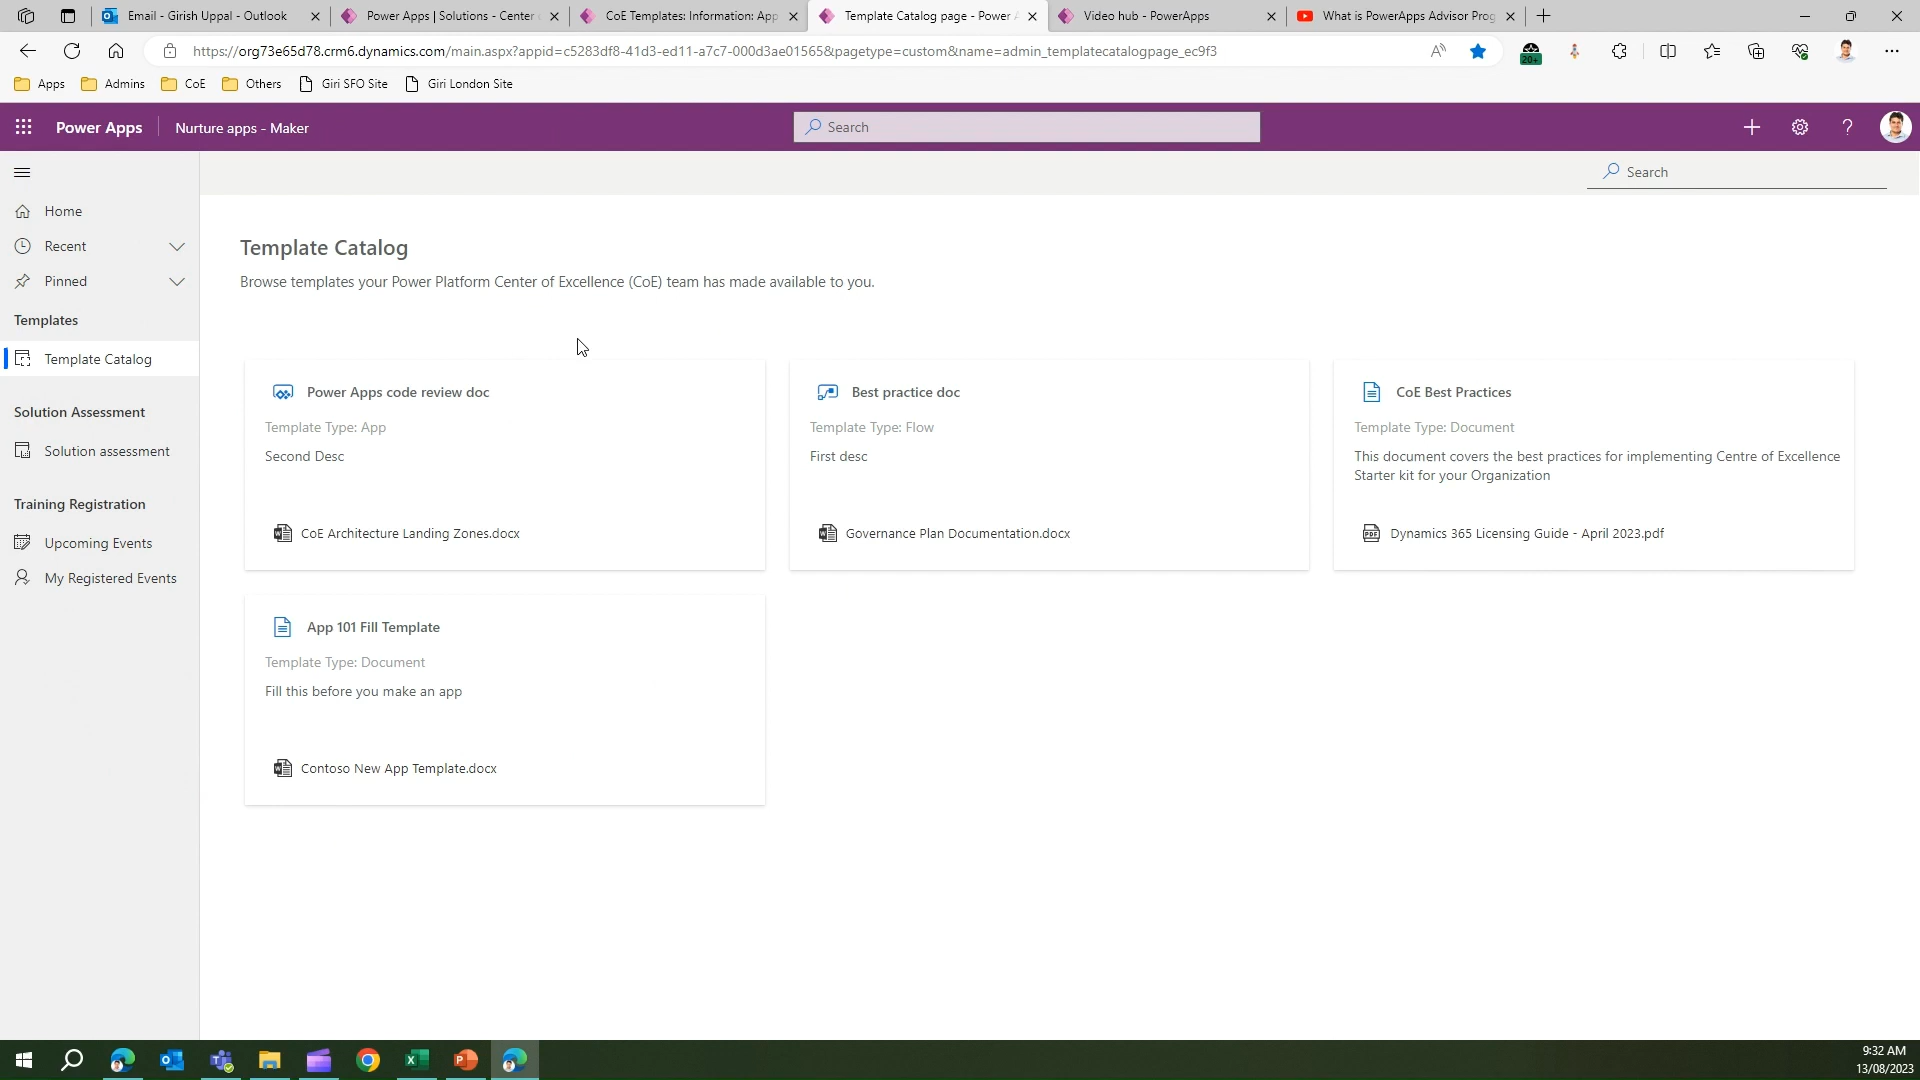 Email - Girish Uppal - Outlook
Power Apps | Solutions - Center
CoE Templates: Information: App
Template Catalog page - Power A
Video hub - PowerApps
What is PowerApps Advisor Prog
https://org73e65d78.crm6.dynamics.com/main.aspx?appid=c5283df8-41d3-ed11-a7c7-000d3ae01565&pagetype=custom&name=admin_templatecatalogpage_ec9f3
20+
Apps
Admins
CoE
Others
Giri SFO Site
Giri London Site
Power Apps
Nurture apps - Maker
Search
Search
Home
Recent
Pinned
Templates
Template Catalog
Solution Assessment
Solution assessment
Training Registration
Upcoming Events
My Registered Events
Template Catalog
Browse templates your Power Platform Center of Excellence (CoE) team has made available to you.
Power Apps code review doc
Template Type: App
Second Desc
CoE Architecture Landing Zones.docx
Best practice doc
Template Type: Flow
First desc
Governance Plan Documentation.docx
CoE Best Practices
Template Type: Document
This document covers the best practices for implementing Centre of Excellence
Starter kit for your Organization
PDF
Dynamics 365 Licensing Guide - April 2023.pdf
App 101 Fill Template
Template Type: Document
Fill this before you make an app
Contoso New App Template.docx
9:32 AM
13/08/2023